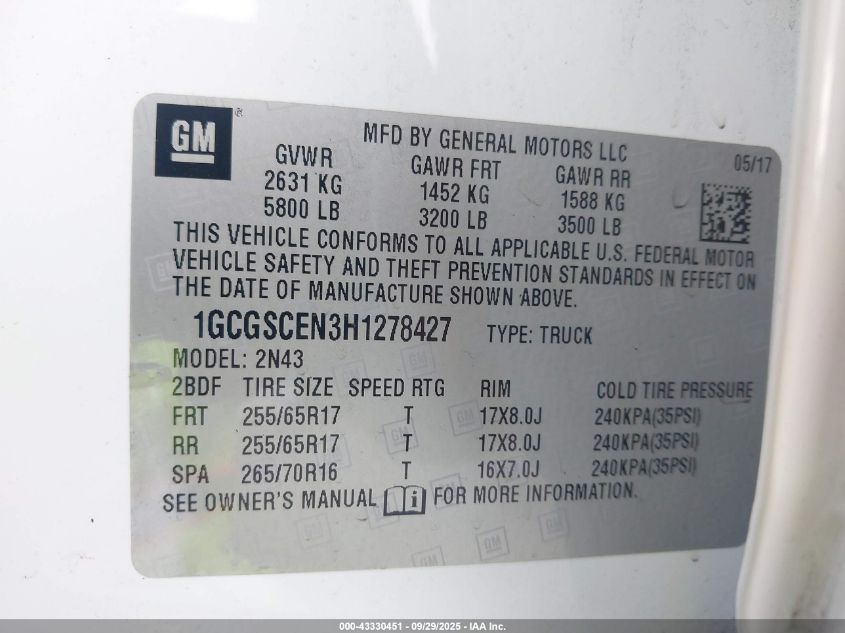 GM ®
MFD BY GENERAL MOTORS LLC
05/17
GVWR GAWR FRT GAWR RR
2631 KG 1452 KG 1588 KG
5800 LB 3200 LB 3500 LB
THIS VEHICLE CONFORMS TO ALL APPLICABLE U.S. FEDERAL MOTOR
VEHICLE SAFETY AND THEFT PREVENTION STANDARDS IN EFFECT ON
THE DATE OF MANUFACTURE SHOWN ABOVE.
1GCGSCEN3H1278427 TYPE: TRUCK
MODEL: 2N43
2BDF TIRE SIZE SPEED RTG RIM COLD TIRE PRESSURE
FRT 255/65R17 T 17X8.0J 240KPA(35PSI)
RR 255/65R17 T 17X8.0J 240KPA(35PSI)
SPA 265/70R16 T 16X7.0J 240KPA(35PSI)
SEE OWNER'S MANUAL i FOR MORE INFORMATION.
000-43330451 - 09/29/2025 - IAA Inc.